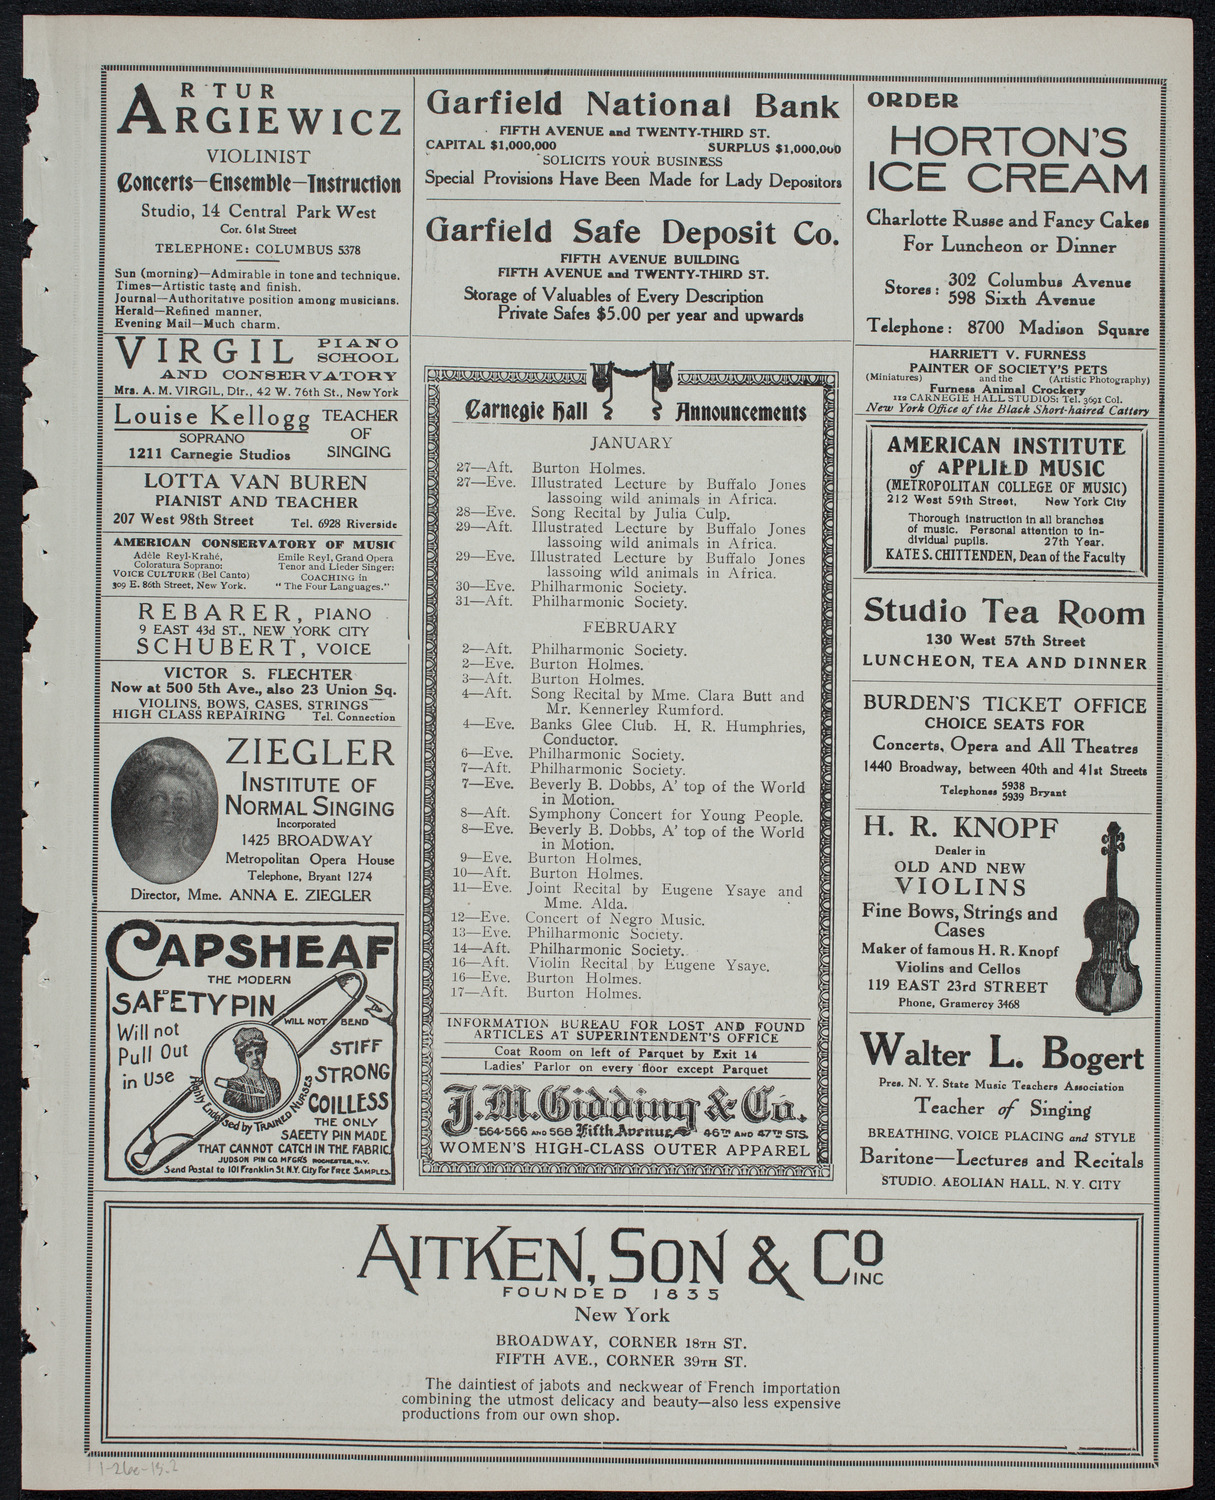 ARTUR
ARGIEWICZ
VIOLINIST
Concerts—Ensemble—Instruction
Studio, 14 Central Park West
Cor. 61st Street
TELEPHONE: COLUMBUS 5378
Sun (morning)—Admirable in tone and technique.
Times—Artistic taste and finish.
Journal—Authoritative position among musicians.
Herald—Refined manner.
Evening Mail—Much charm.
VIRGIL PIANO SCHOOL
AND CONSERVATORY
Mrs. A. M. VIRGIL, Dir., 42 W. 76th St., New York
Louise Kellogg
SOPRANO
1211 Carnegie Studios
TEACHER
OF
SINGING
LOTTA VAN BUREN
PIANIST AND TEACHER
207 West 98th Street Tel. 6928 Riverside
AMERICAN CONSERVATORY OF MUSIC
Adèle Reyl-Krahé,
Coloratura Soprano:
VOICE CULTURE (Bel Canto)
309 E. 86th Street, New York.
Emile Reyl, Grand Opera
Tenor and Lieder Singer:
COACHING in
"The Four Languages."
REBARER, PIANO
9 EAST 43d ST., NEW YORK CITY
SCHUBERT, VOICE
VICTOR S. FLECHTER
Now at 500 5th Ave., also 23 Union Sq.
VIOLINS, BOWS, CASES, STRINGS
HIGH CLASS REPAIRING Tel. Connection
ZIEGLER
INSTITUTE OF
NORMAL SINGING
Incorporated
1425 BROADWAY
Metropolitan Opera House
Telephone, Bryant 1274
Director, Mme. ANNA E. ZIEGLER
CAPSHEAF
THE MODERN
SAFETY PIN
WILL NOT BEND
Will not
Pull Out
in Use
STIFF
STRONG
COILLESS
Highly Endorsed by TRAINED NURSES
THE ONLY
SAFETY PIN MADE
THAT CANNOT CATCH IN THE FABRIC.
JUDSON PIN CO. MFGRS ROCHESTER, N.Y.
Send Postal to 101 Franklin St. N.Y. City for FREE SAMPLES.
Garfield National Bank
FIFTH AVENUE and TWENTY-THIRD ST.
CAPITAL $1,000,000 SURPLUS $1,000,000
SOLICITS YOUR BUSINESS
Special Provisions Have Been Made for Lady Depositors
Garfield Safe Deposit Co.
FIFTH AVENUE BUILDING
FIFTH AVENUE and TWENTY-THIRD ST.
Storage of Valuables of Every Description
Private Safes $5.00 per year and upwards
Carnegie Hall Announcements
JANUARY
27—Aft. Burton Holmes.
27—Eve. Illustrated Lecture by Buffalo Jones
lassoing wild animals in Africa.
28—Eve. Song Recital by Julia Culp.
29—Aft. Illustrated Lecture by Buffalo Jones
lassoing wild animals in Africa.
29—Eve. Illustrated Lecture by Buffalo Jones
lassoing wild animals in Africa.
30—Eve. Philharmonic Society.
31—Aft. Philharmonic Society.
FEBRUARY
2—Aft. Philharmonic Society.
2—Eve. Burton Holmes.
3—Aft. Burton Holmes.
4—Aft. Song Recital by Mme. Clara Butt and
Mr. Kennerley Rumford.
4—Eve. Banks Glee Club. H. R. Humphries,
Conductor.
6—Eve. Philharmonic Society.
7—Aft. Philharmonic Society.
7—Eve. Beverly B. Dobbs, A' top of the World
in Motion.
8—Aft. Symphony Concert for Young People.
8—Eve. Beverly B. Dobbs, A' top of the World
in Motion.
9—Eve. Burton Holmes.
10—Aft. Burton Holmes.
11—Eve. Joint Recital by Eugene Ysaye and
Mme. Alda.
12—Eve. Concert of Negro Music.
13—Eve. Philharmonic Society.
14—Aft. Philharmonic Society.
16—Aft. Violin Recital by Eugene Ysaye.
16—Eve. Burton Holmes.
17—Aft. Burton Holmes.
INFORMATION BUREAU FOR LOST AND FOUND
ARTICLES AT SUPERINTENDENT'S OFFICE
Coat Room on left of Parquet by Exit 14
Ladies' Parlor on every floor except Parquet
J. M. Gidding & Co.
564-566 AND 568 Fifth Avenue 46TH AND 47TH STS.
WOMEN'S HIGH-CLASS OUTER APPAREL
ORDER
HORTON'S
ICE CREAM
Charlotte Russe and Fancy Cakes
For Luncheon or Dinner
Stores: 302 Columbus Avenue
598 Sixth Avenue
Telephone: 8700 Madison Square
HARRIETT V. FURNESS
PAINTER OF SOCIETY'S PETS
(Miniatures) and the (Artistic Photography)
Furness Animal Crockery
112 CARNEGIE HALL STUDIOS: Tel. 3691 Col.
New York Office of the Black Short-haired Cattery
AMERICAN INSTITUTE
of APPLIED MUSIC
(METROPOLITAN COLLEGE OF MUSIC)
212 West 59th Street, New York City
Thorough instruction in all branches
of music. Personal attention to in-
dividual pupils. 27th Year.
KATE S. CHITTENDEN, Dean of the Faculty
Studio Tea Room
130 West 57th Street
LUNCHEON, TEA AND DINNER
BURDEN'S TICKET OFFICE
CHOICE SEATS FOR
Concerts, Opera and All Theatres
1440 Broadway, between 40th and 41st Streets
Telephones 5938 5939 Bryant
H. R. KNOPF
Dealer in
OLD AND NEW
VIOLINS
Fine Bows, Strings and
Cases
Maker of famous H. R. Knopf
Violins and Cellos
119 EAST 23rd STREET
Phone, Gramercy 3468
Walter L. Bogert
Pres. N. Y. State Music Teachers Association
Teacher of Singing
BREATHING, VOICE PLACING and STYLE
Baritone—Lectures and Recitals
STUDIO. AEOLIAN HALL. N. Y. CITY
AITKEN, SON & CO INC
FOUNDED 1835
New York
BROADWAY, CORNER 18TH ST.
FIFTH AVE., CORNER 39TH ST.
The daintiest of jabots and neckwear of French importation
combining the utmost delicacy and beauty—also less expensive
productions from our own shop.